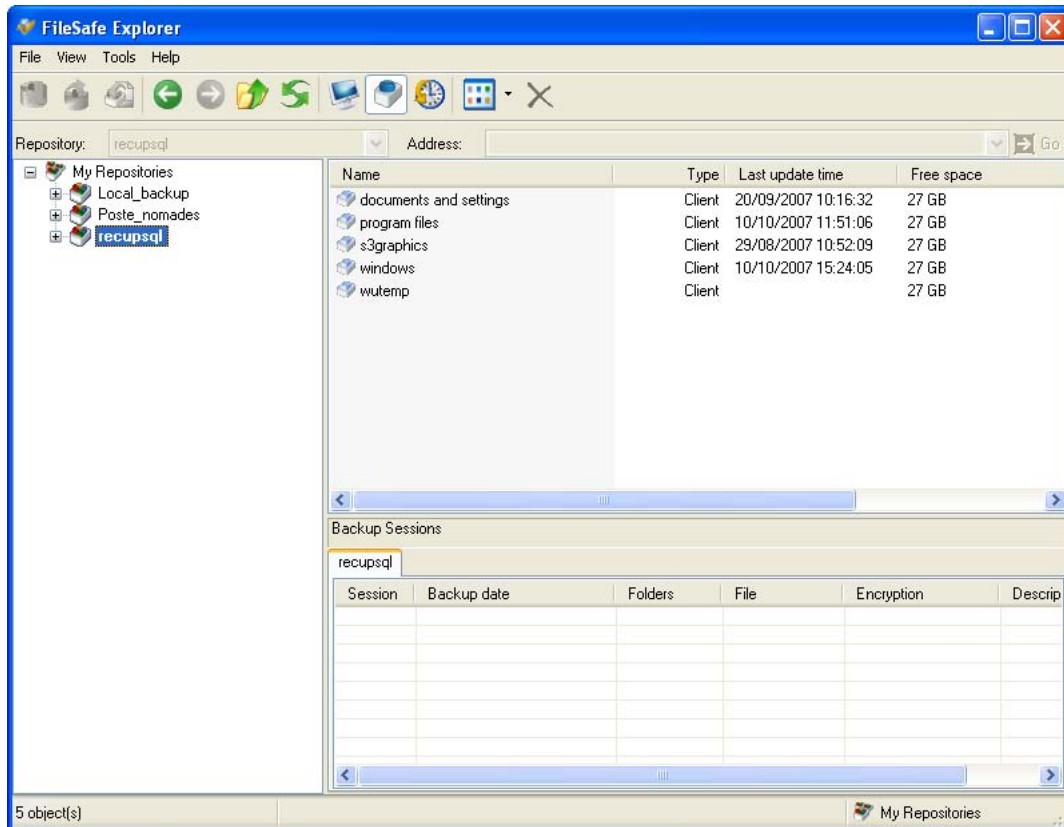 FileSafe Explorer
File View Tools Help
Repository: recupsql Address: Go
My Repositories
Local_backup
Poste_nomades
recupsql
Name Type Last update time Free space
documents and settings Client 20/09/2007 10:16:32 27 GB
program files Client 10/10/2007 11:51:06 27 GB
s3graphics Client 29/08/2007 10:52:09 27 GB
windows Client 10/10/2007 15:24:05 27 GB
wutemp Client 27 GB
Backup Sessions
recupsql
Session Backup date Folders File Encryption Descrip
5 object(s) My Repositories